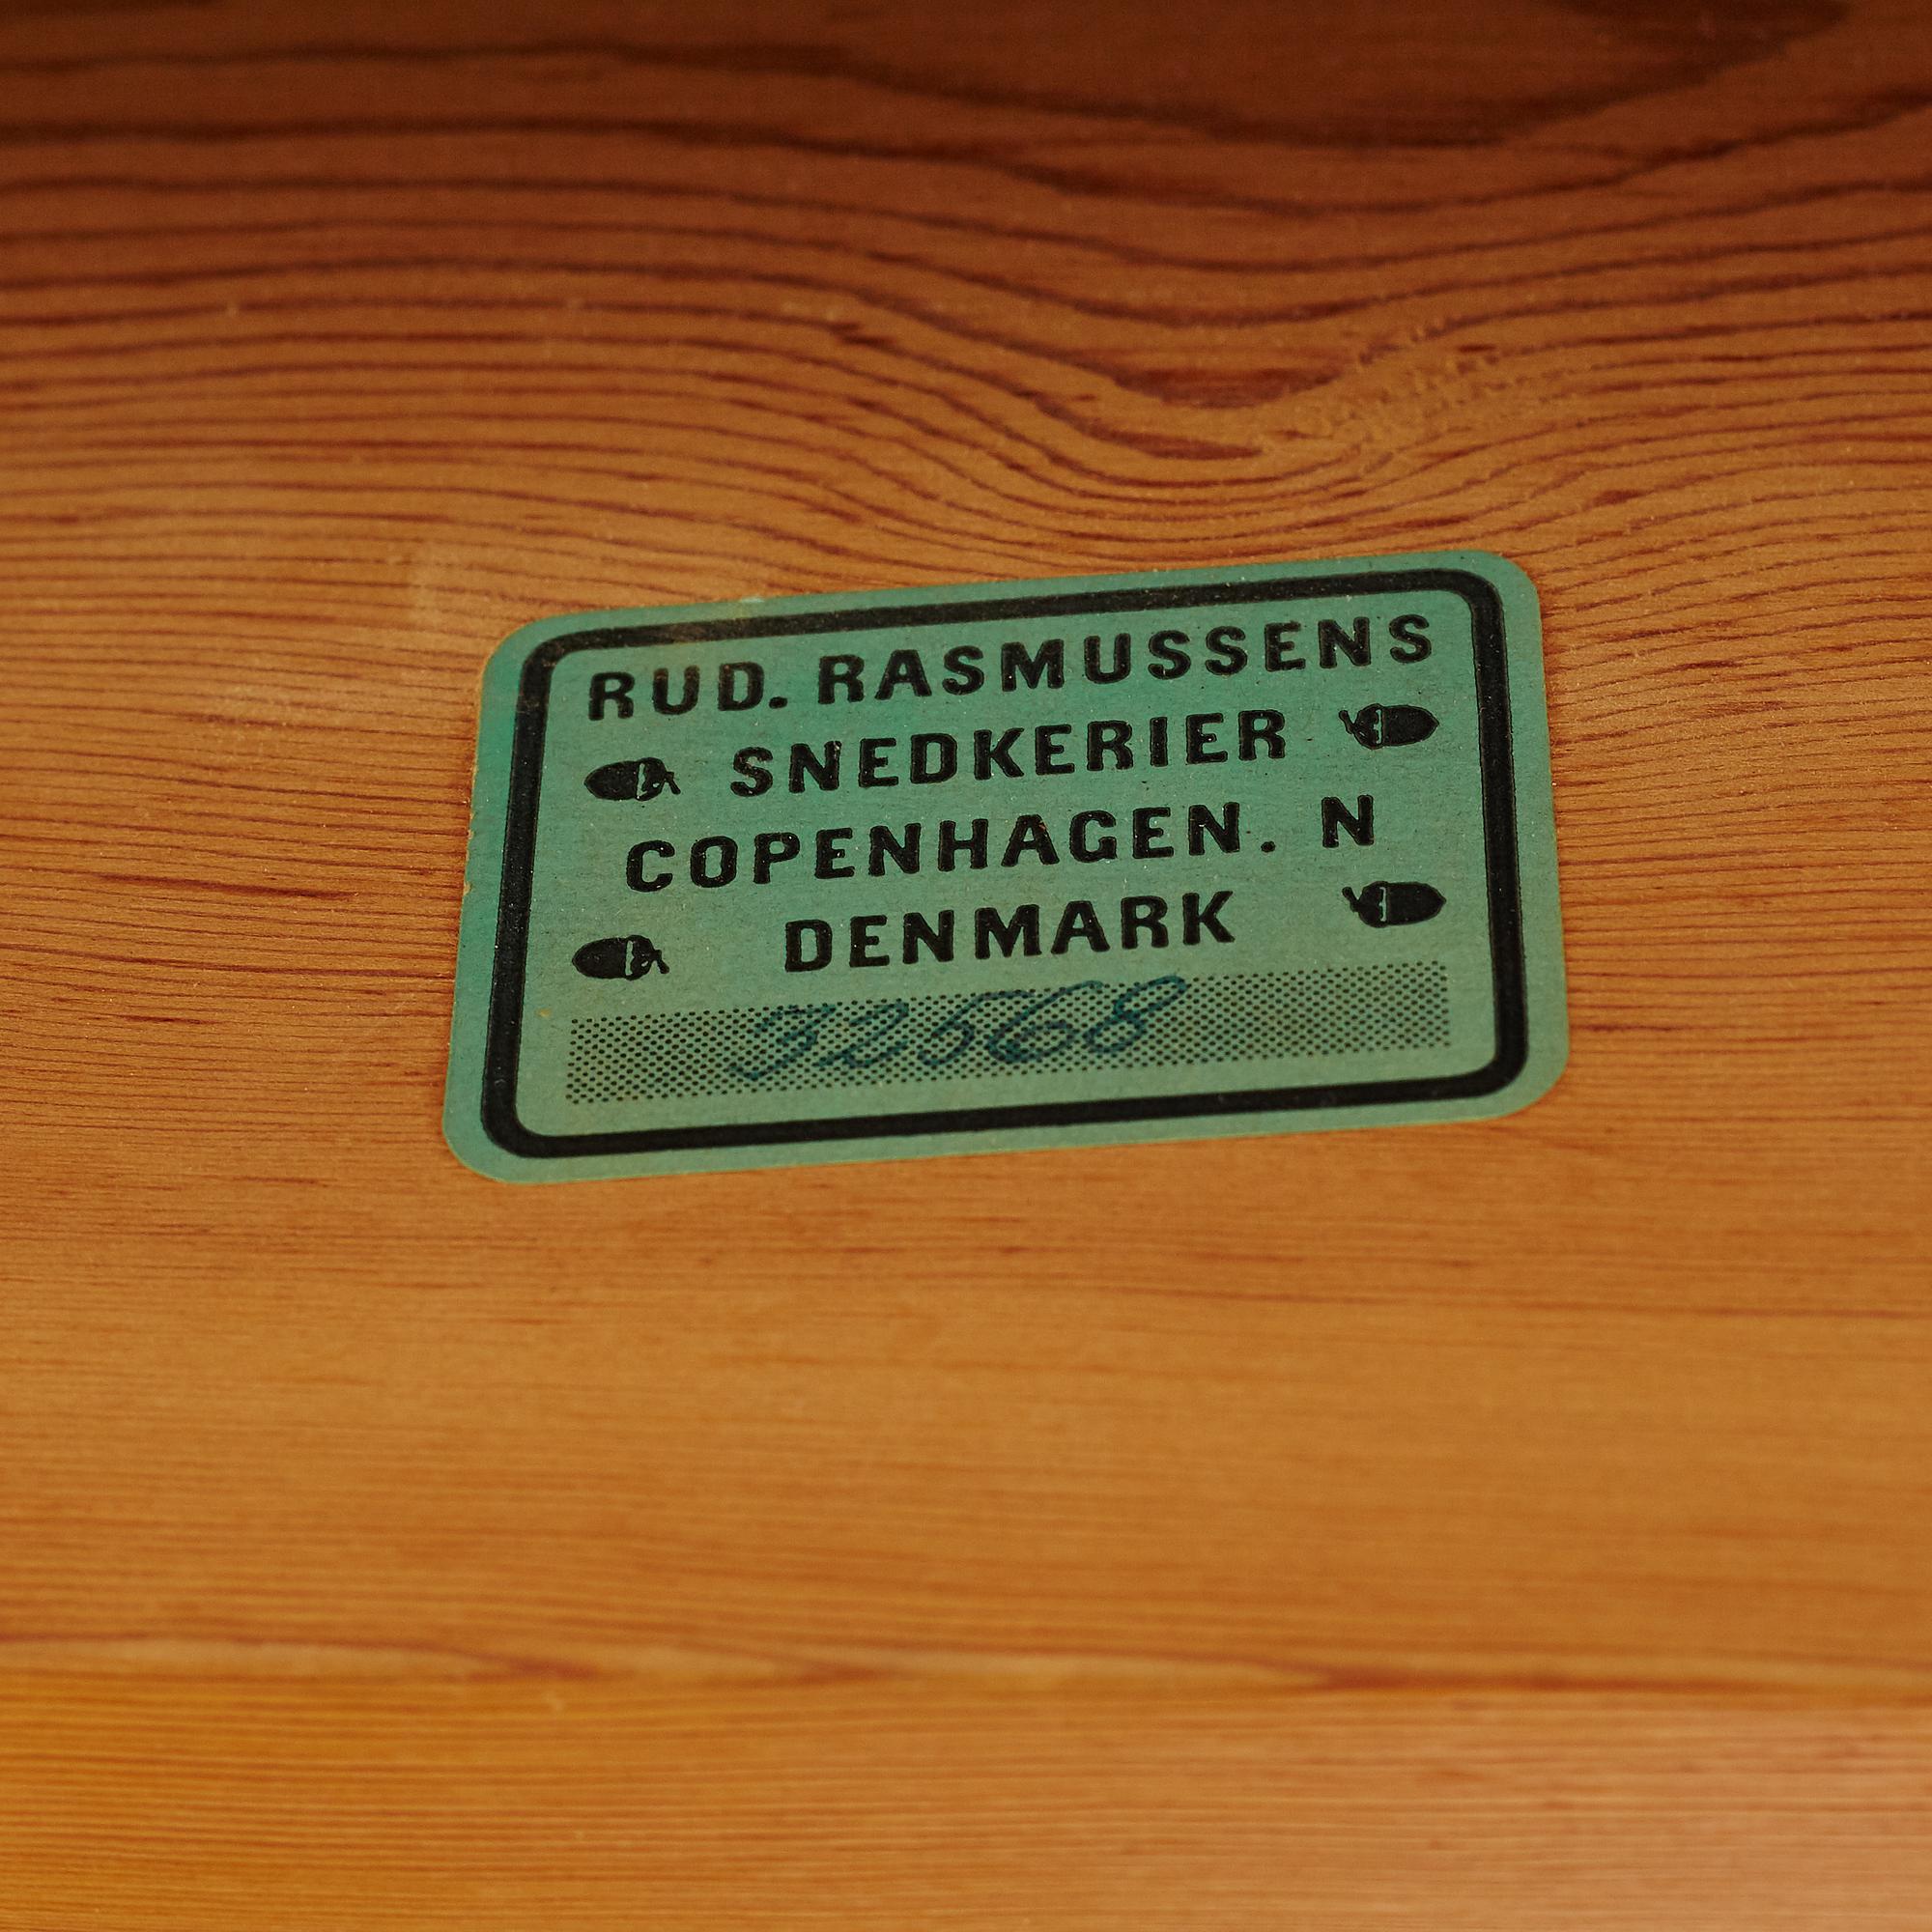 RUD. RASMUSSENS
SNEDKERIER
COPENHAGEN. N
DENMARK
32568